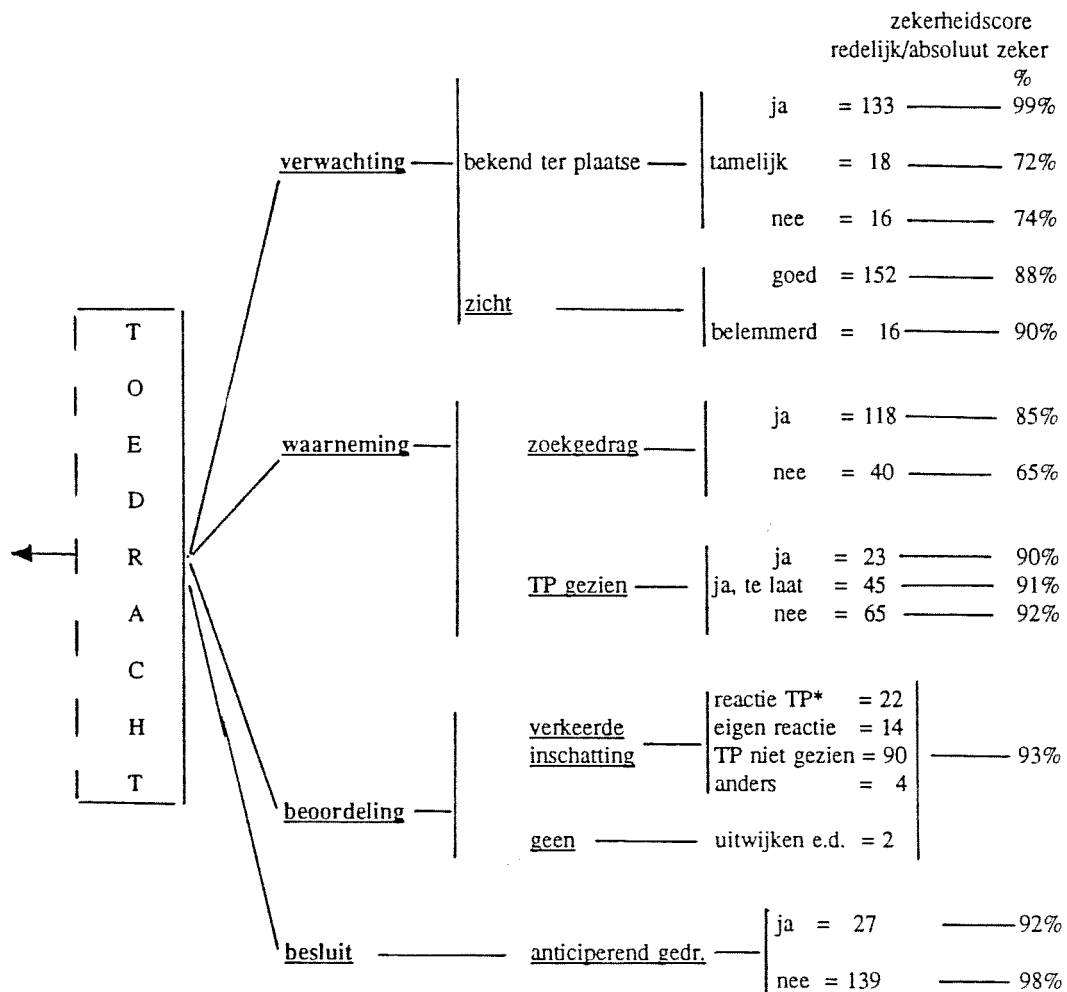 zekerheidscore
redelijk/absoluut zeker
%
ja = 133 99%
verwachting bekend ter plaatse tamelijk = 18 72%
nee = 16 74%
goed = 152 88%
zicht
belemmerd = 16 90%
TOEDRACHT
ja = 118 85%
waarneming zoekgedrag
nee = 40 65%
ja = 23 90%
TP gezien ja, te laat = 45 91%
nee = 65 92%
reactie TP* = 22
verkeerde eigen reactie = 14
inschatting TP niet gezien = 90 93%
anders = 4
beoordeling
geen uitwijken e.d. = 2
ja = 27 92%
besluit anticiperend gedr.
nee = 139 98%